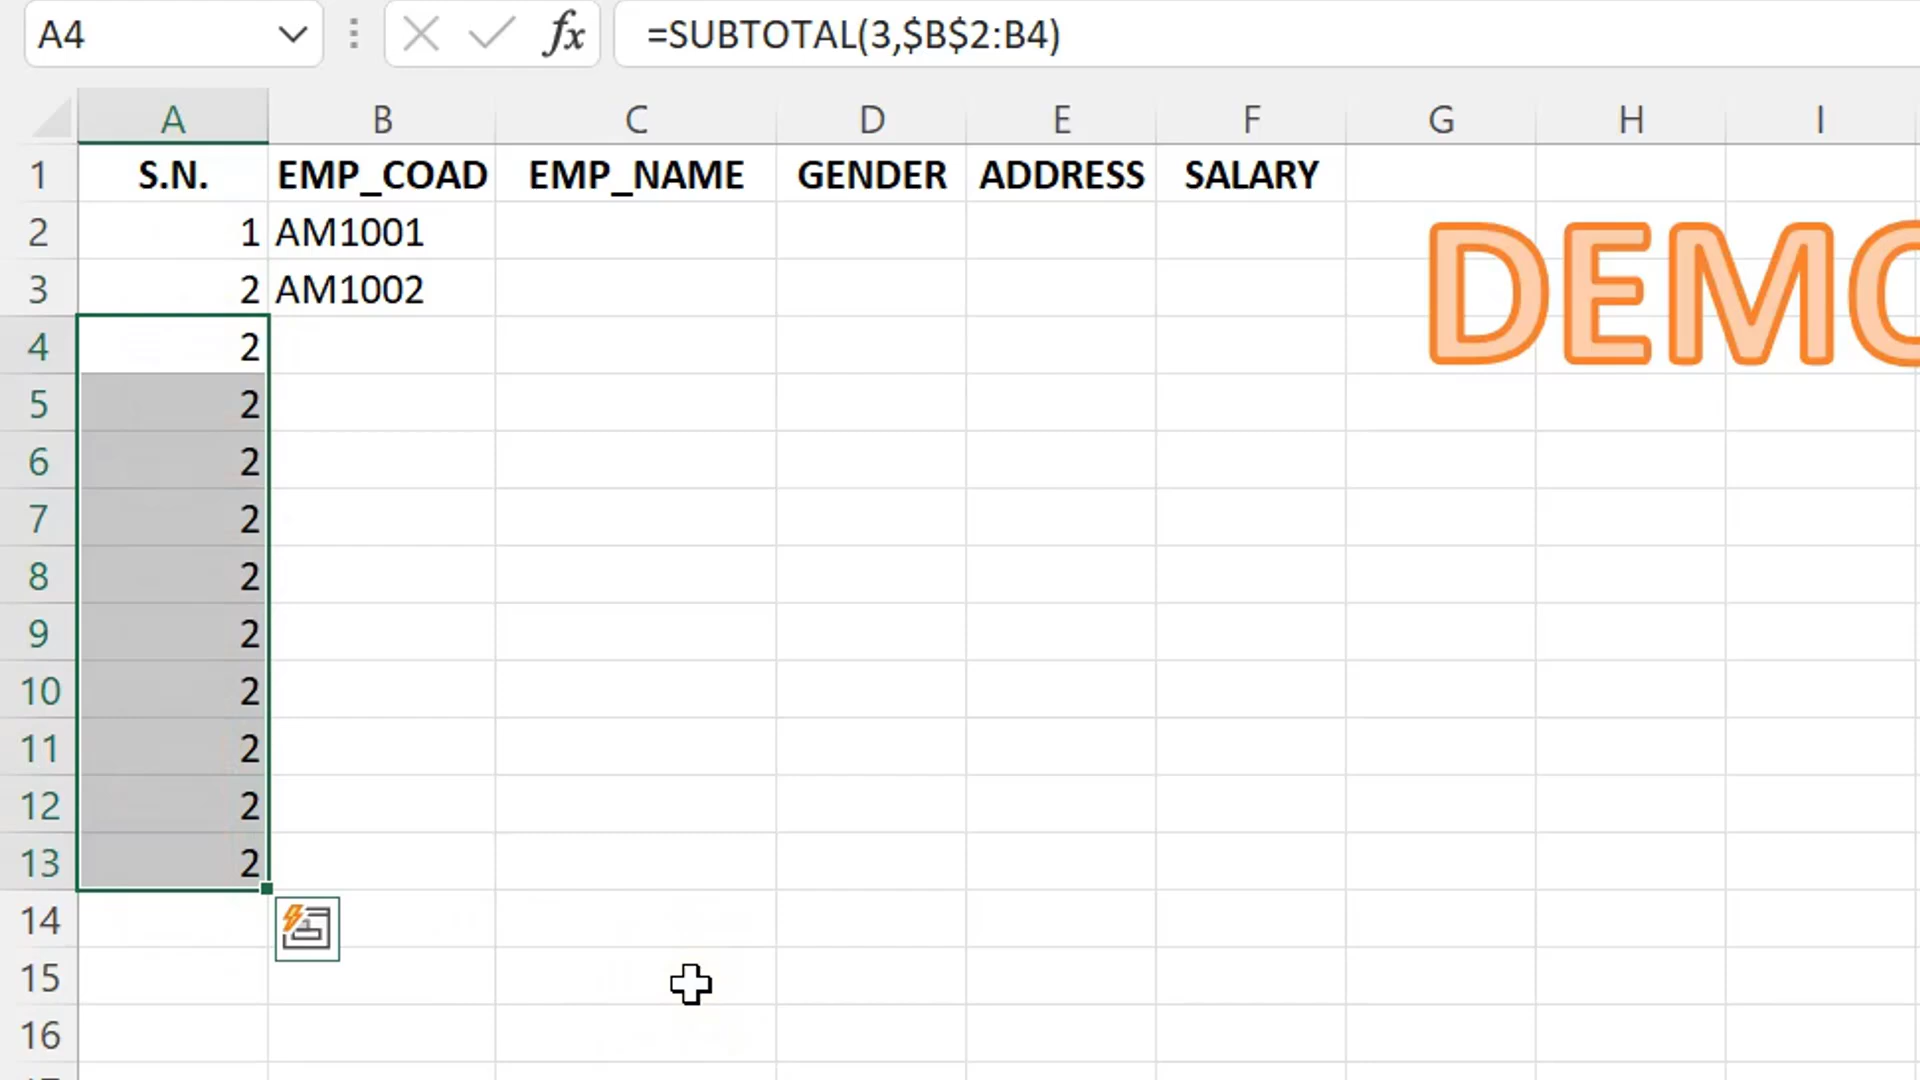 A4 fx =SUBTOTAL(3,$B$2:B4)
A B C D E F G H I
1 S.N. EMP_COAD EMP_NAME GENDER ADDRESS SALARY
2 1 AM1001
3 2 AM1002
DEMO
4 2
5 2
6 2
7 2
8 2
9 2
10 2
11 2
12 2
13 2
14
15
16